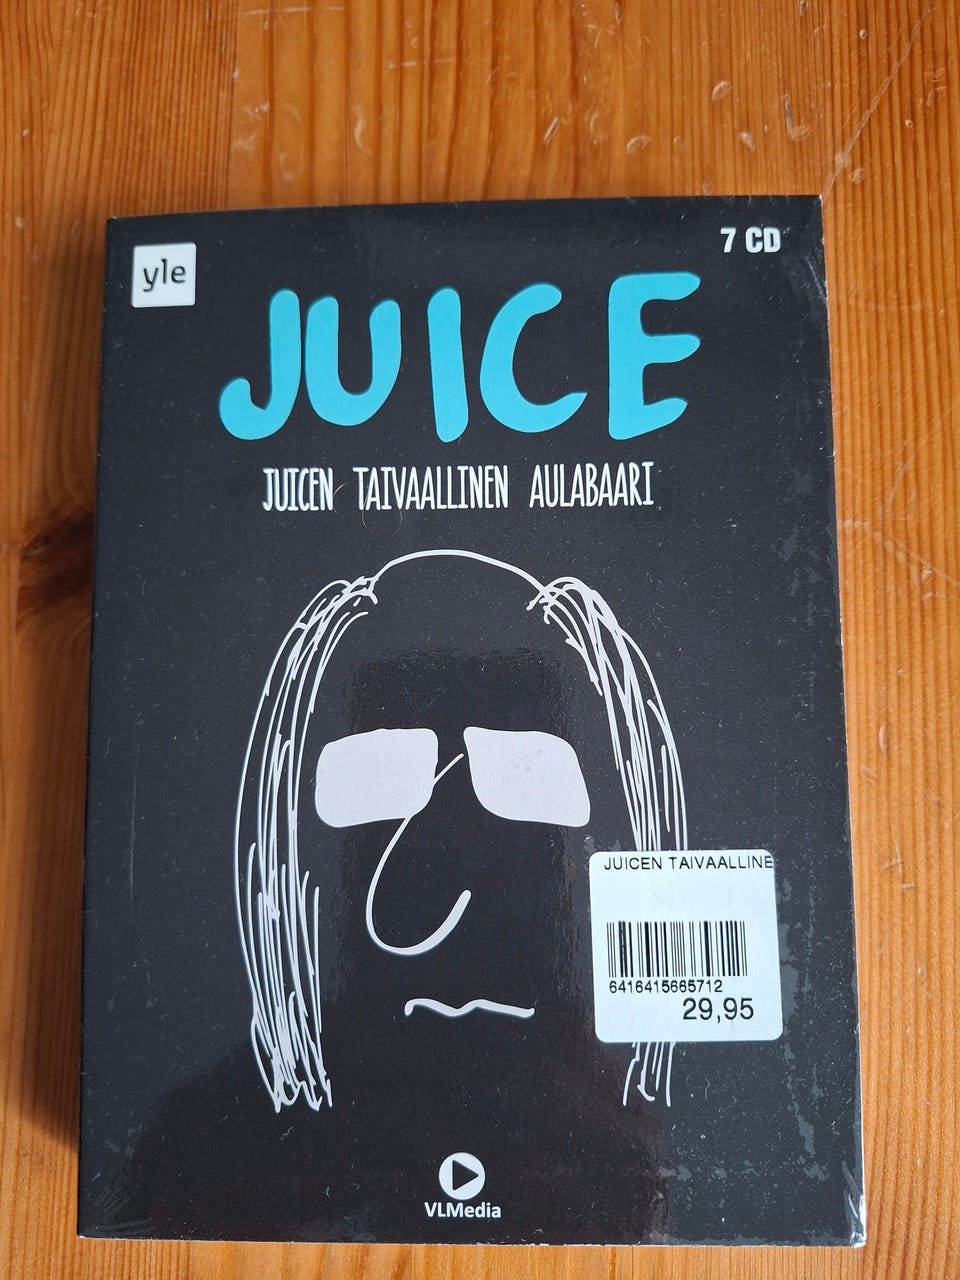 yle
7 CD
JUICE
JUICEN TAIVAALLINEN AULABAARI
JUICEN TAIVAALLINE
6416415665712
29,95
VLMedia